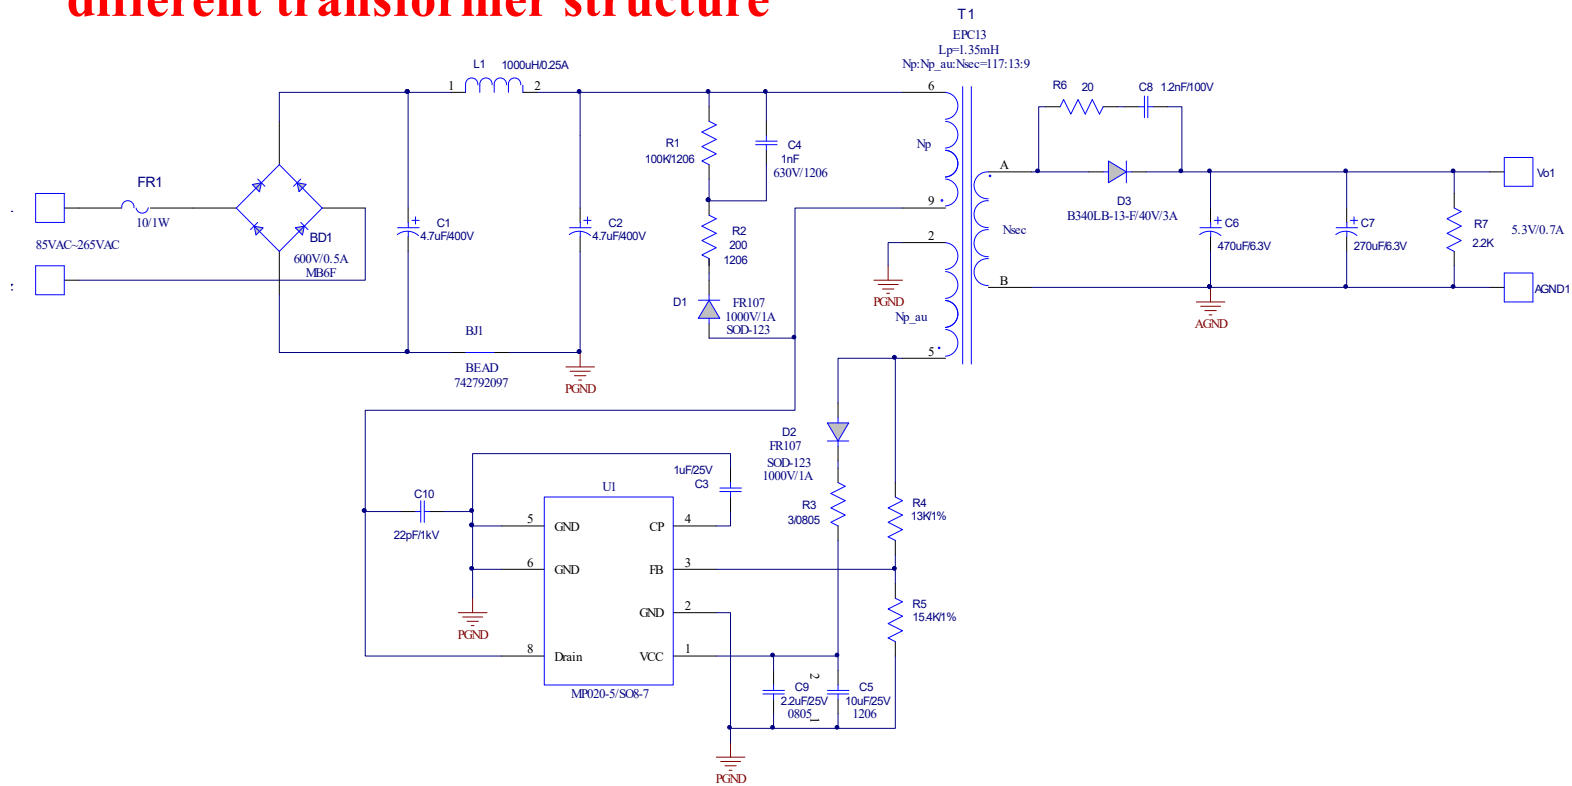 different transformer structure
T1
EPC13
Lp=1.35mH
Np:Np_au:Nsec=117:13:9
L1 1000uH/0.25A
1 2
6
R6 20 C8 1.2nF/100V
R1
100K/1206
C4
1nF
630V/1206
Np
A
D3
B340LB-13-F/40V/3A
Vo1
FR1
10/1W
85VAC~265VAC
BD1
600V/0.5A
MB6F
C1
4.7uF/400V
C2
4.7uF/400V
R2
200
1206
9
2
Nsec
C6
470uF/6.3V
C7
270uF/6.3V
R7
2.2K
5.3V/0.7A
B
AGND1
AGND
PGND
Np_au
5
D1
FR107
1000V/1A
SOD-123
BJ1
BEAD
742792097
PGND
D2
FR107
SOD-123
1000V/1A
R3
3/0805
R4
13K/1%
1uF/25V
C3
C10
22pF/1kV
U1
5 GND CP 4
6 GND FB 3
GND 2
8 Drain VCC 1
MP020-5/SO8-7
PGND
R5
15.4K/1%
C9
2.2uF/25V
0805
2
1
C5
10uF/25V
1206
PGND